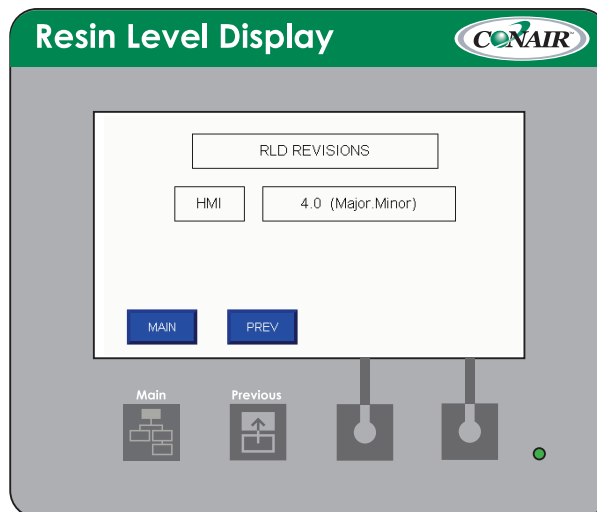 Resin Level Display
CONAIR
RLD REVISIONS
HMI 4.0 (Major.Minor)
MAIN PREV
Main Previous